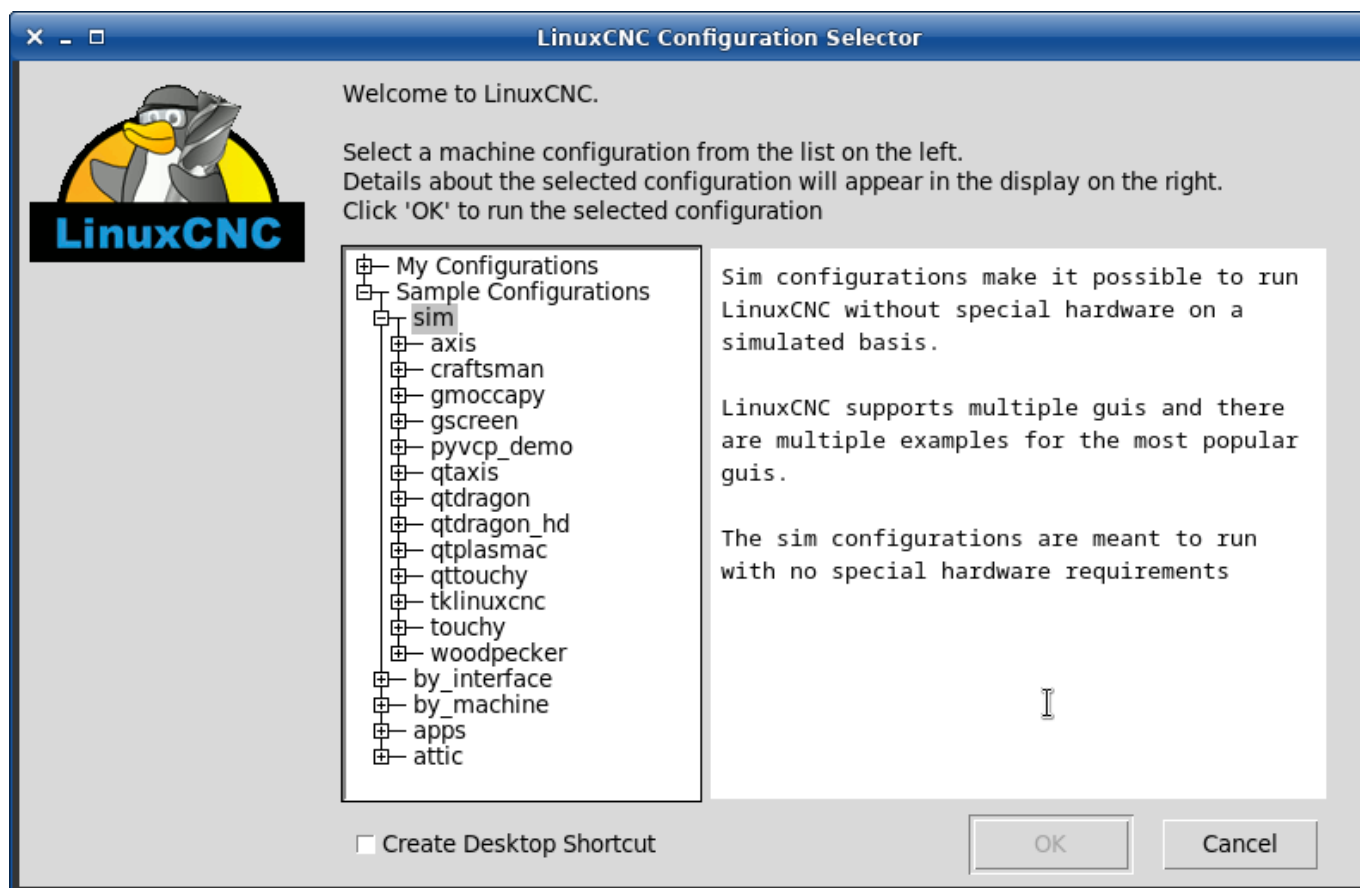 LinuxCNC Configuration Selector
LinuxCNC
Welcome to LinuxCNC.
Select a machine configuration from the list on the left.
Details about the selected configuration will appear in the display on the right.
Click 'OK' to run the selected configuration
My Configurations
Sample Configurations
sim
axis
craftsman
gmoccapy
gscreen
pyvcp_demo
qtaxis
qtdragon
qtdragon_hd
qtplasmac
qttouchy
tklinuxcnc
touchy
woodpecker
by_interface
by_machine
apps
attic
Sim configurations make it possible to run
LinuxCNC without special hardware on a
simulated basis.
LinuxCNC supports multiple guis and there
are multiple examples for the most popular
guis.
The sim configurations are meant to run
with no special hardware requirements
Create Desktop Shortcut
OK
Cancel